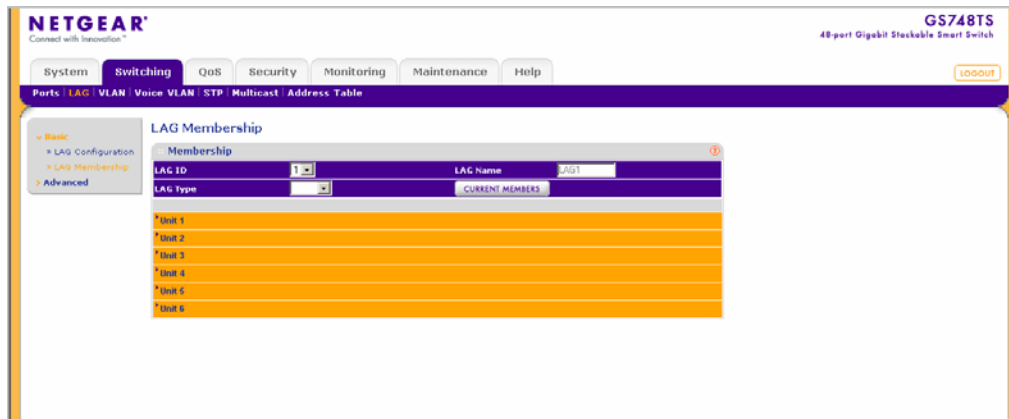 NETGEAR
Connect with Innovation™
GS748TS
48-port Gigabit Stackable Smart Switch
System Switching QoS Security Monitoring Maintenance Help
LOGOUT
Ports | LAG | VLAN | Voice VLAN | STP | Multicast | Address Table
Basic
» LAG Configuration
» LAG Membership
> Advanced
LAG Membership
:: Membership
LAG ID 1 LAG Name LAG1
LAG Type CURRENT MEMBERS
Unit 1
Unit 2
Unit 3
Unit 4
Unit 5
Unit 6